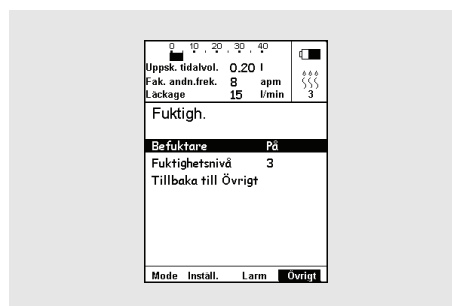 0 10 20 30 40
Uppsk. tidalvol. 0.20 l
Fak. andn.frek. 8 apm
Läckage 15 l/min
3
Fuktigh.
Befuktare På
Fuktighetsnivå 3
Tillbaka till Övrigt
Mode Inställ. Larm Övrigt